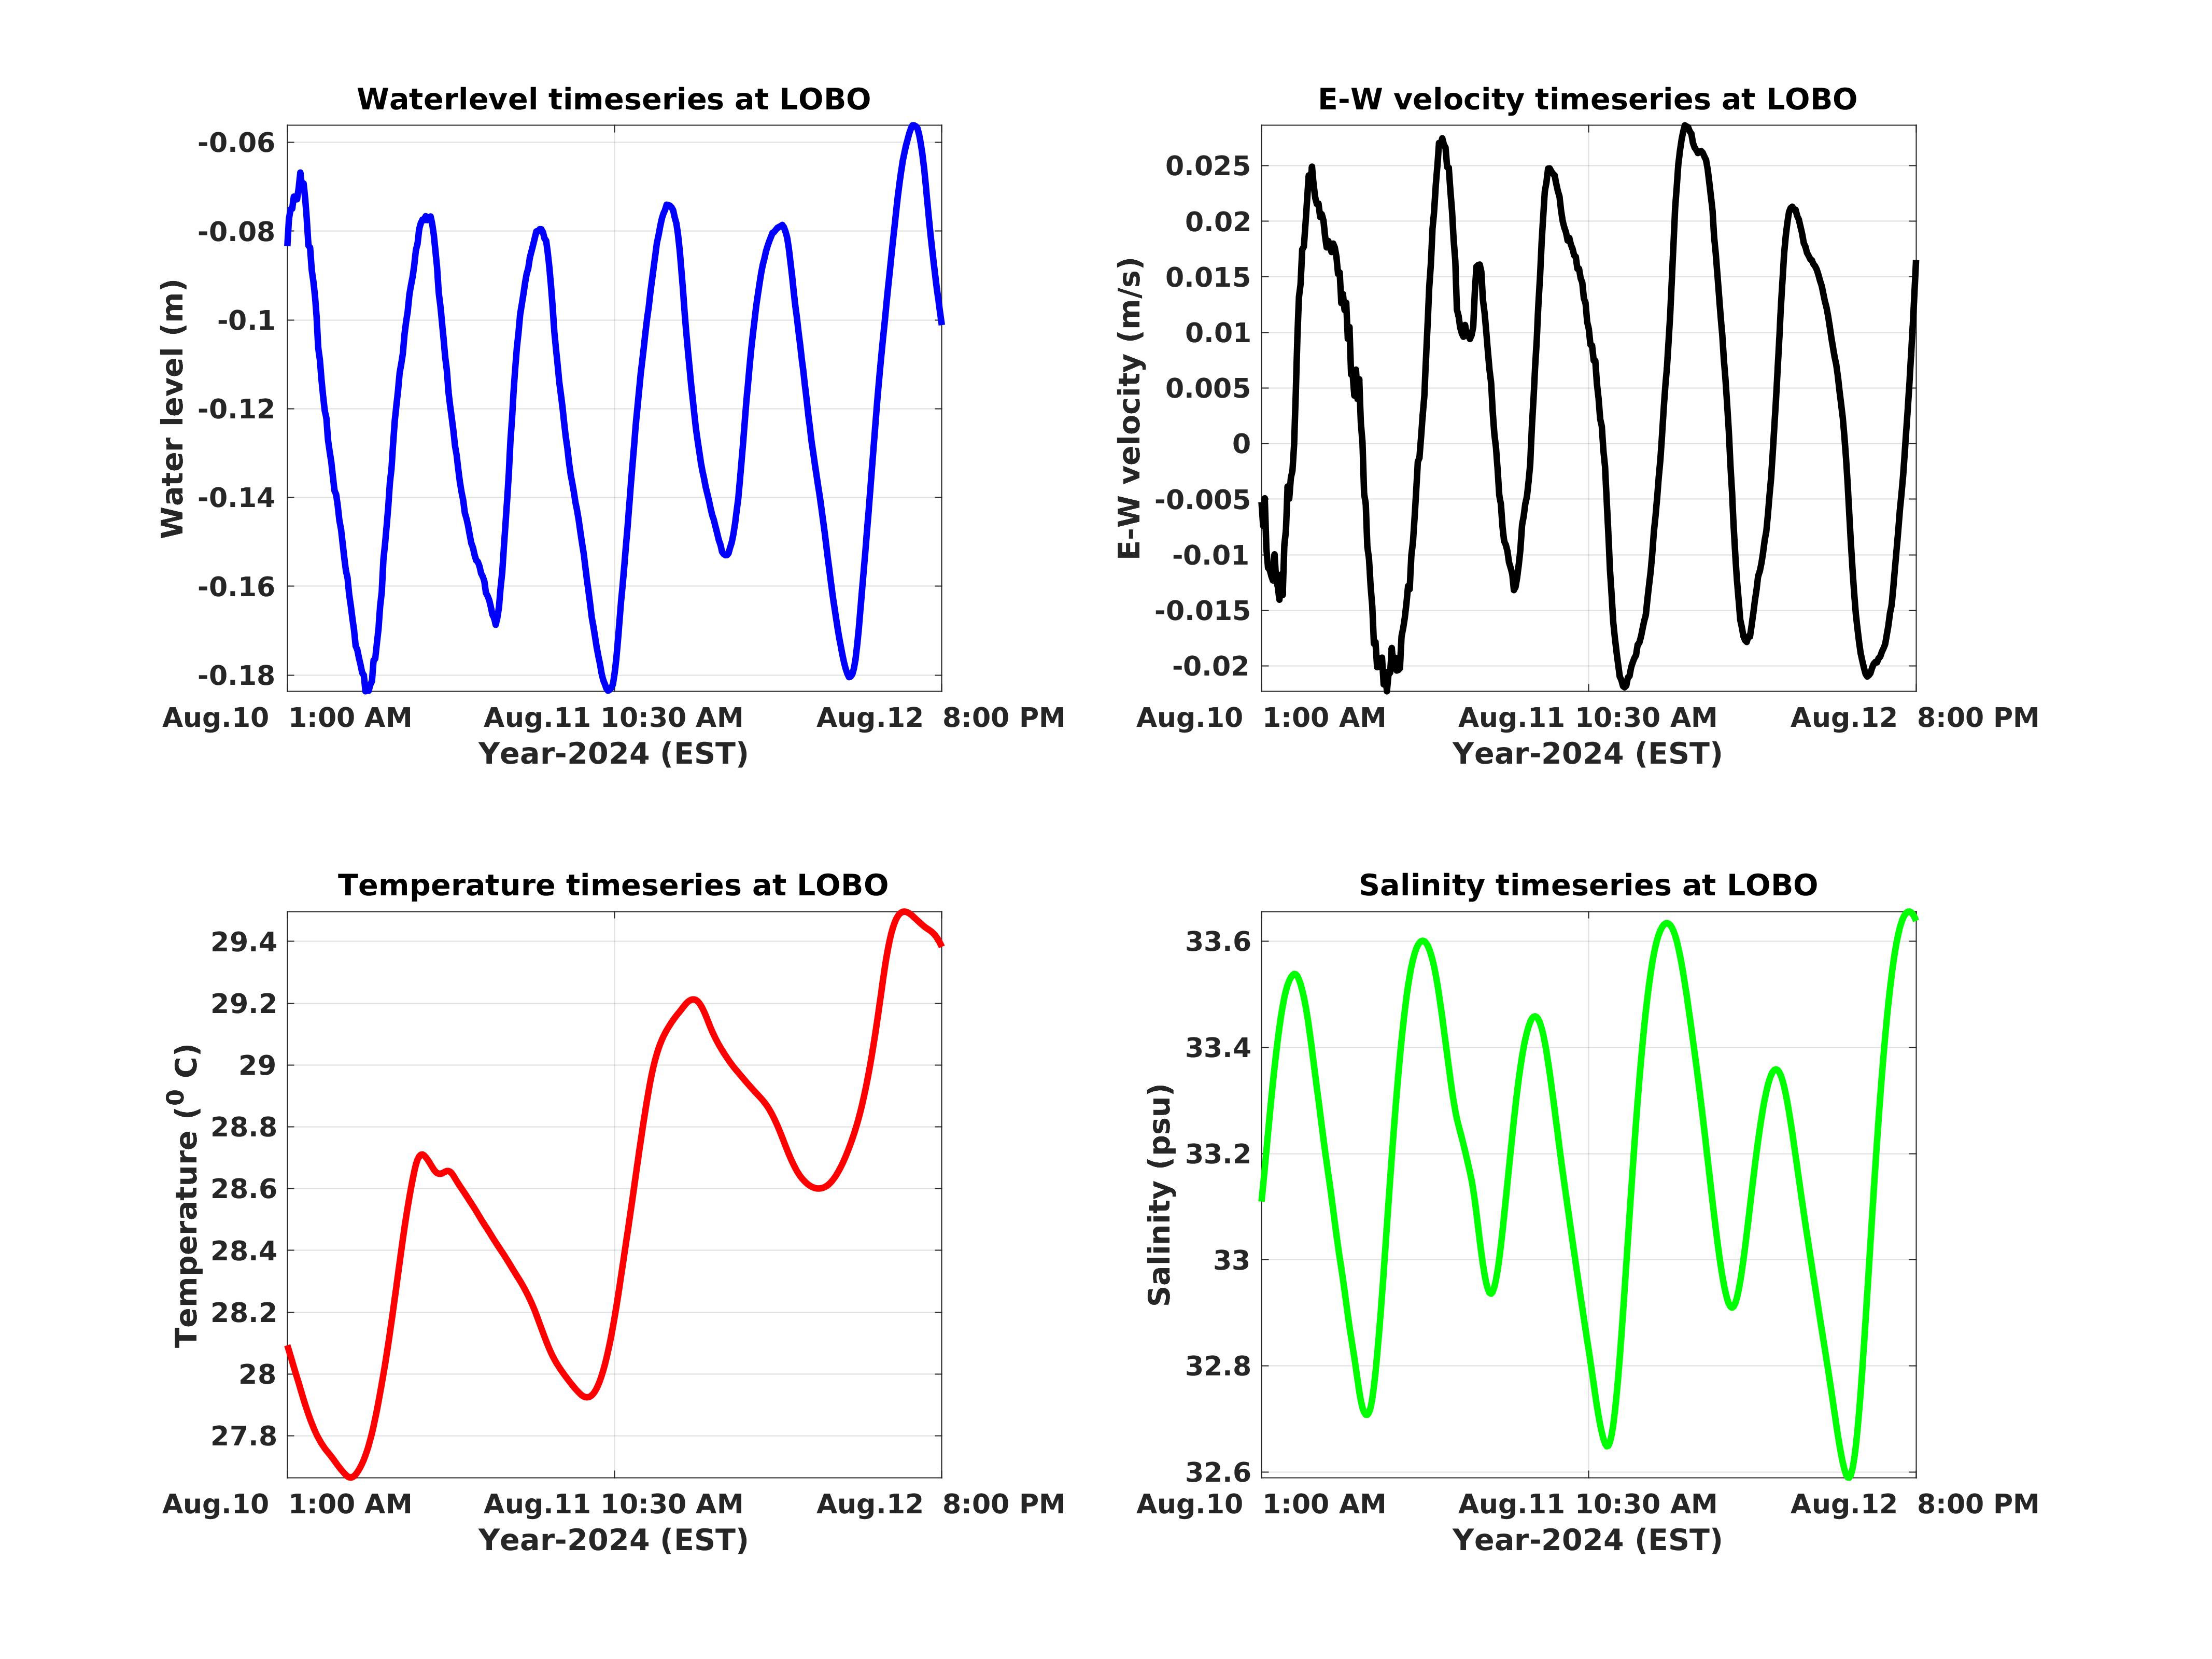 Waterlevel timeseries at LOBO
-0.06
-0.08
-0.1
-0.12
-0.14
-0.16
-0.18
Water level (m)
Aug.10 1:00 AM Aug.11 10:30 AM Aug.12 8:00 PM
Year-2024 (EST)
E-W velocity timeseries at LOBO
0.025
0.02
0.015
0.01
0.005
0
-0.005
-0.01
-0.015
-0.02
E-W velocity (m/s)
Aug.10 1:00 AM Aug.11 10:30 AM Aug.12 8:00 PM
Year-2024 (EST)
Temperature timeseries at LOBO
29.4
29.2
29
28.8
28.6
28.4
28.2
28
27.8
Temperature (⁰ C)
Aug.10 1:00 AM Aug.11 10:30 AM Aug.12 8:00 PM
Year-2024 (EST)
Salinity timeseries at LOBO
33.6
33.4
33.2
33
32.8
32.6
Salinity (psu)
Aug.10 1:00 AM Aug.11 10:30 AM Aug.12 8:00 PM
Year-2024 (EST)